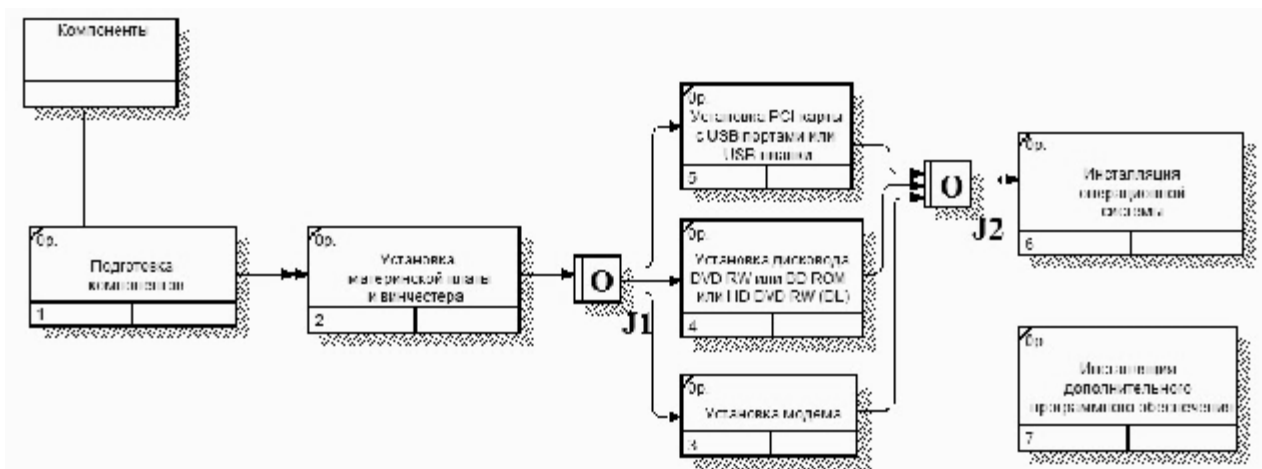 Компоненты
0р.
Подготовка
компонентов
1
0р.
Установка
материнской платы
и винчестера
2
O
J1
0р.
Установка PCI карты
с USB портами или
USB планки
5
0р.
Установка дисковода
DVD RW или BD ROM
или HD DVD RW (DL)
4
0р.
Установка модема
3
O
J2
0р.
Инсталляция
операционной
системы
6
0р.
Инсталляция
дополнительного
программного обеспечения
7